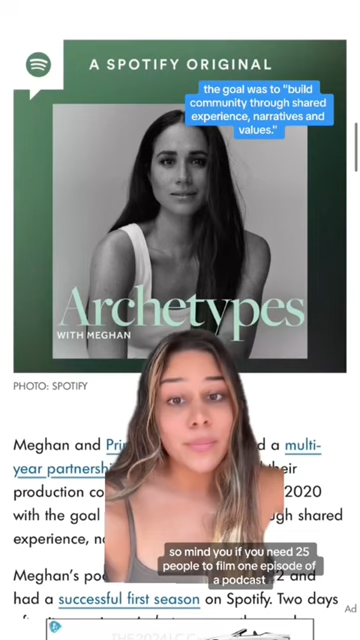 A SPOTIFY ORIGINAL
the goal was to "build
community through shared
experience, narratives and
values."
Archetypes
WITH MEGHAN
PHOTO: SPOTIFY
Meghan and Pri
d a multi-
year partnersh
their
production co
2020
with the goal
gh shared
experience, n
Meghan's po
2 and
had a successful first season on Spotify. Two days
so mind you if you need 25
people to film one episode of
a podcast